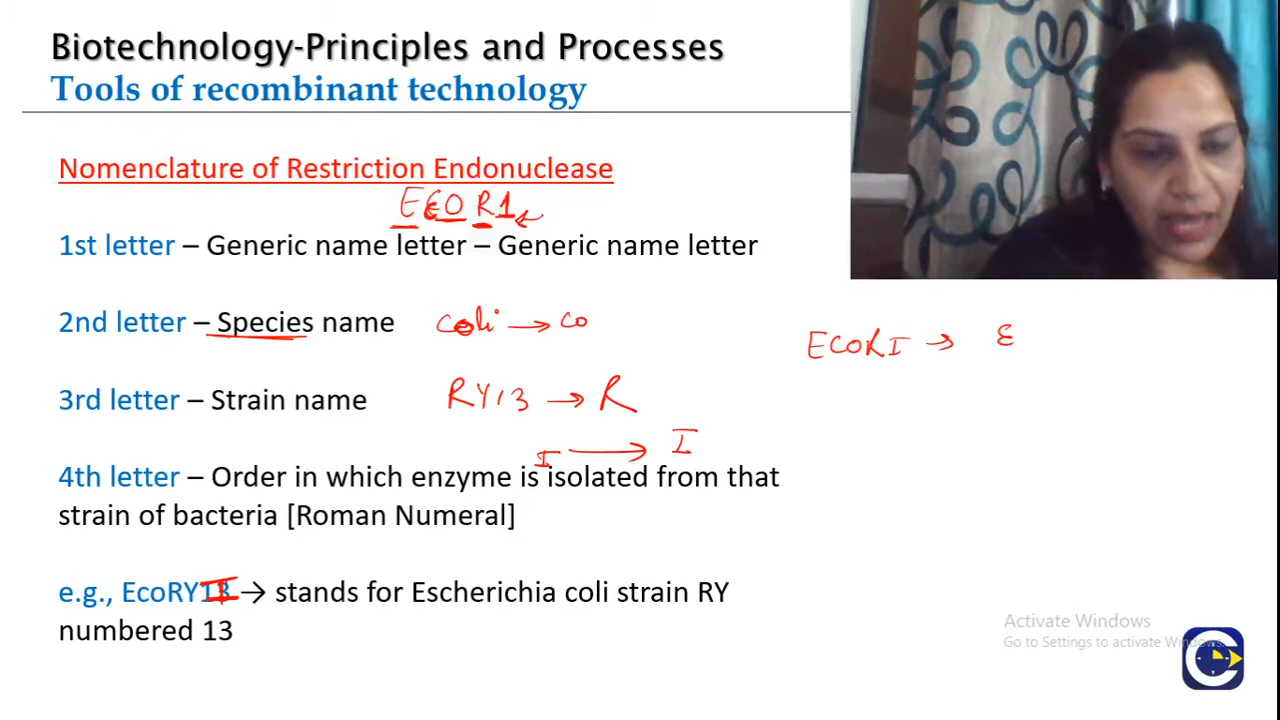 Biotechnology-Principles and Processes
Tools of recombinant technology
Nomenclature of Restriction Endonuclease
E CO R1
1st letter – Generic name letter – Generic name letter
2nd letter – Species name coli → co
ECORI → E
3rd letter – Strain name RY13 → R
I → I
4th letter – Order in which enzyme is isolated from that
strain of bacteria [Roman Numeral]
e.g., EcoRY13 → stands for Escherichia coli strain RY
numbered 13
Activate Windows
Go to Settings to activate Windows.